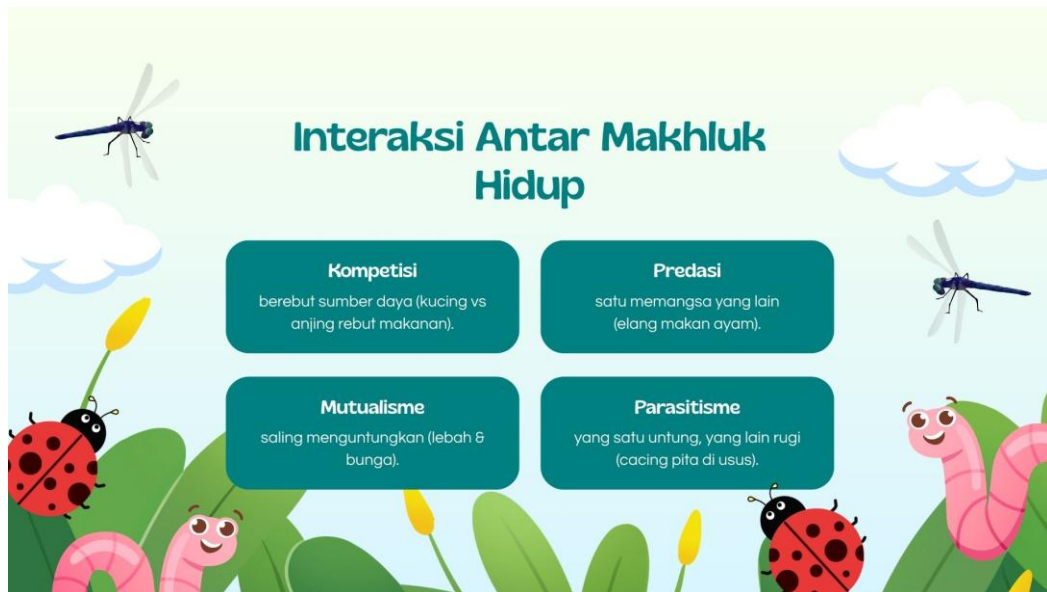 Interaksi Antar Makhluk
Hidup
Kompetisi
berebut sumber daya (kucing vs
anjing rebut makanan).
Predasi
satu memangsa yang lain
(elang makan ayam).
Mutualisme
saling menguntungkan (lebah &
bunga).
Parasitisme
yang satu untung, yang lain rugi
(cacing pita di usus).